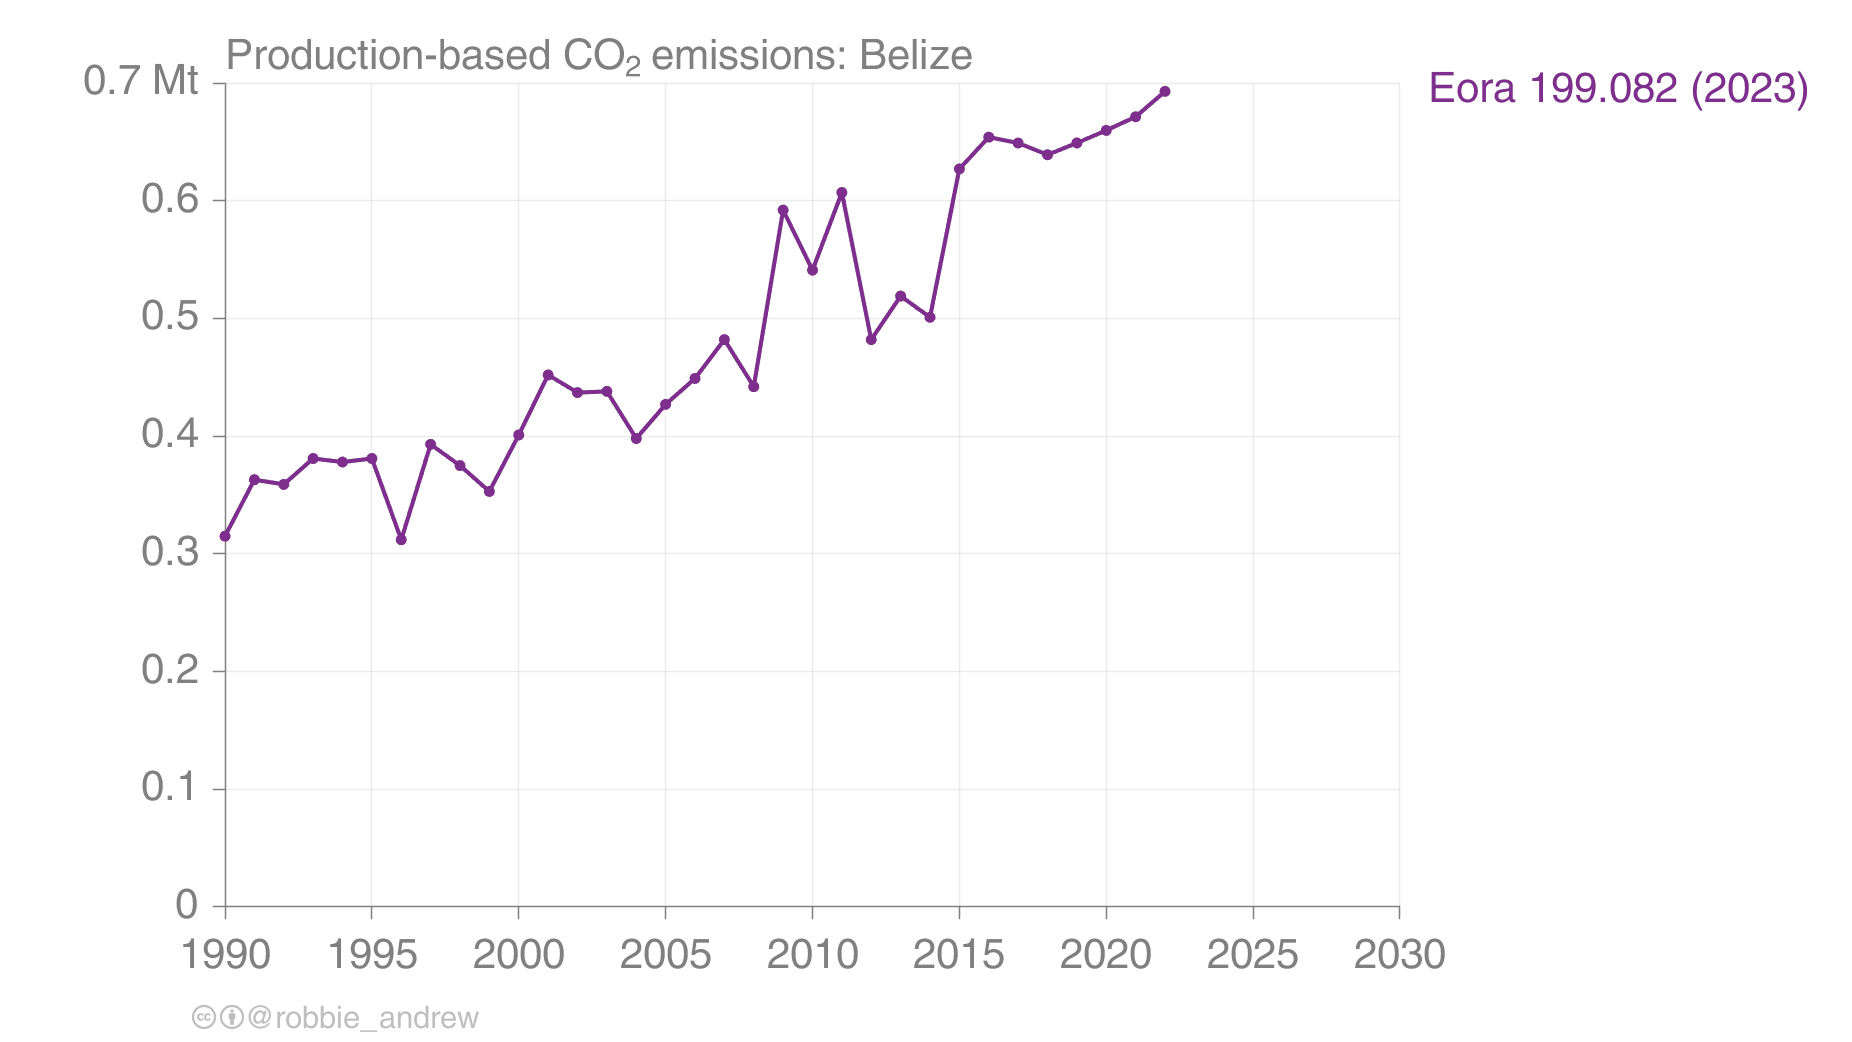 Production-based CO₂ emissions: Belize
0.7 Mt
Eora 199.082 (2023)
0.6
0.5
0.4
0.3
0.2
0.1
0
1990 1995 2000 2005 2010 2015 2020 2025 2030
cc @robbie_andrew